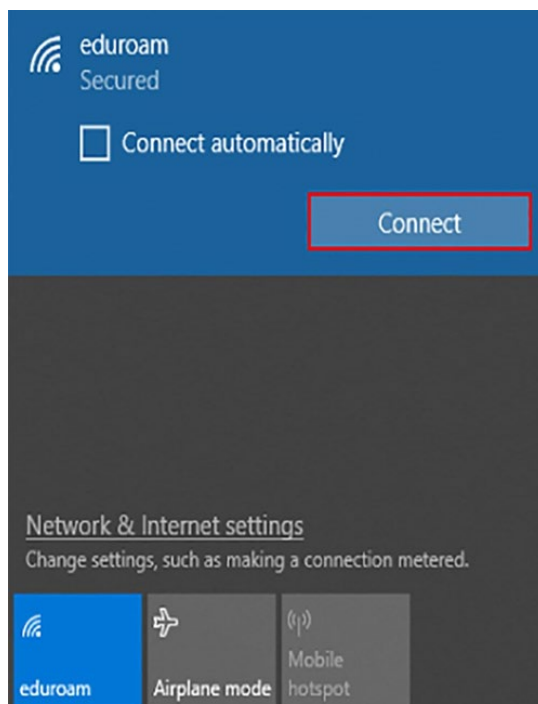 eduroam
Secured
Connect automatically
Connect
Network & Internet settings
Change settings, such as making a connection metered.
eduroam
Airplane mode
Mobile
hotspot